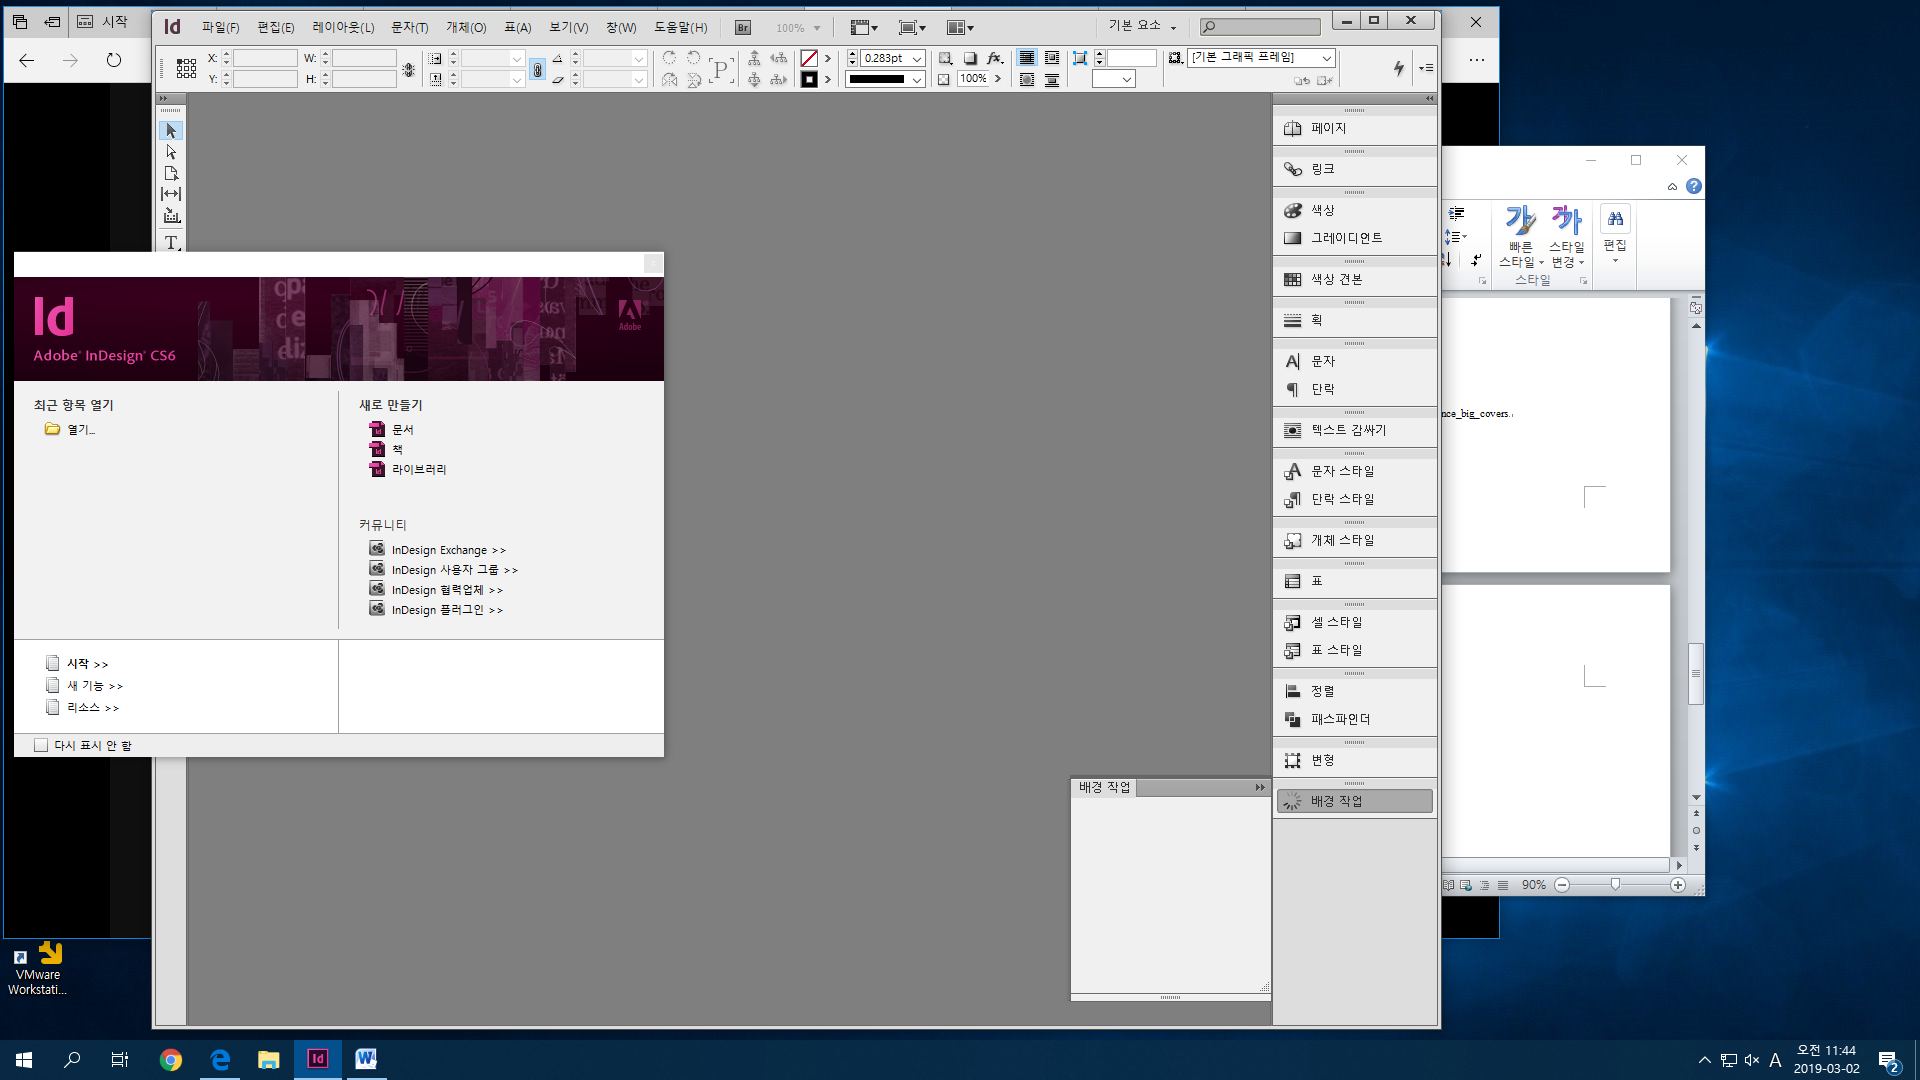 시작
Id 파일(F) 편집(E) 레이아웃(L) 문자(T) 개체(O) 표(A) 보기(V) 창(W) 도움말(H) Br 100% 기본 요소
X: W: 0.283pt [기본 그래픽 프레임]
Y: H: 100%
페이지
링크
색상
그레이디언트
색상 견본
획
문자
단락
텍스트 감싸기
문자 스타일
단락 스타일
개체 스타일
표
셀 스타일
표 스타일
정렬
패스파인더
변형
배경 작업
배경 작업
Id
Adobe® InDesign® CS6
Adobe
최근 항목 열기
열기...
새로 만들기
문서
책
라이브러리
커뮤니티
InDesign Exchange >>
InDesign 사용자 그룹 >>
InDesign 협력업체 >>
InDesign 플러그인 >>
시작 >>
새 기능 >>
리소스 >>
다시 표시 안 함
빠른 스타일
스타일 변경
편집
스타일
nce_big_covers.
90%
VMware
Workstati...
A
오전 11:44
2019-03-02
2